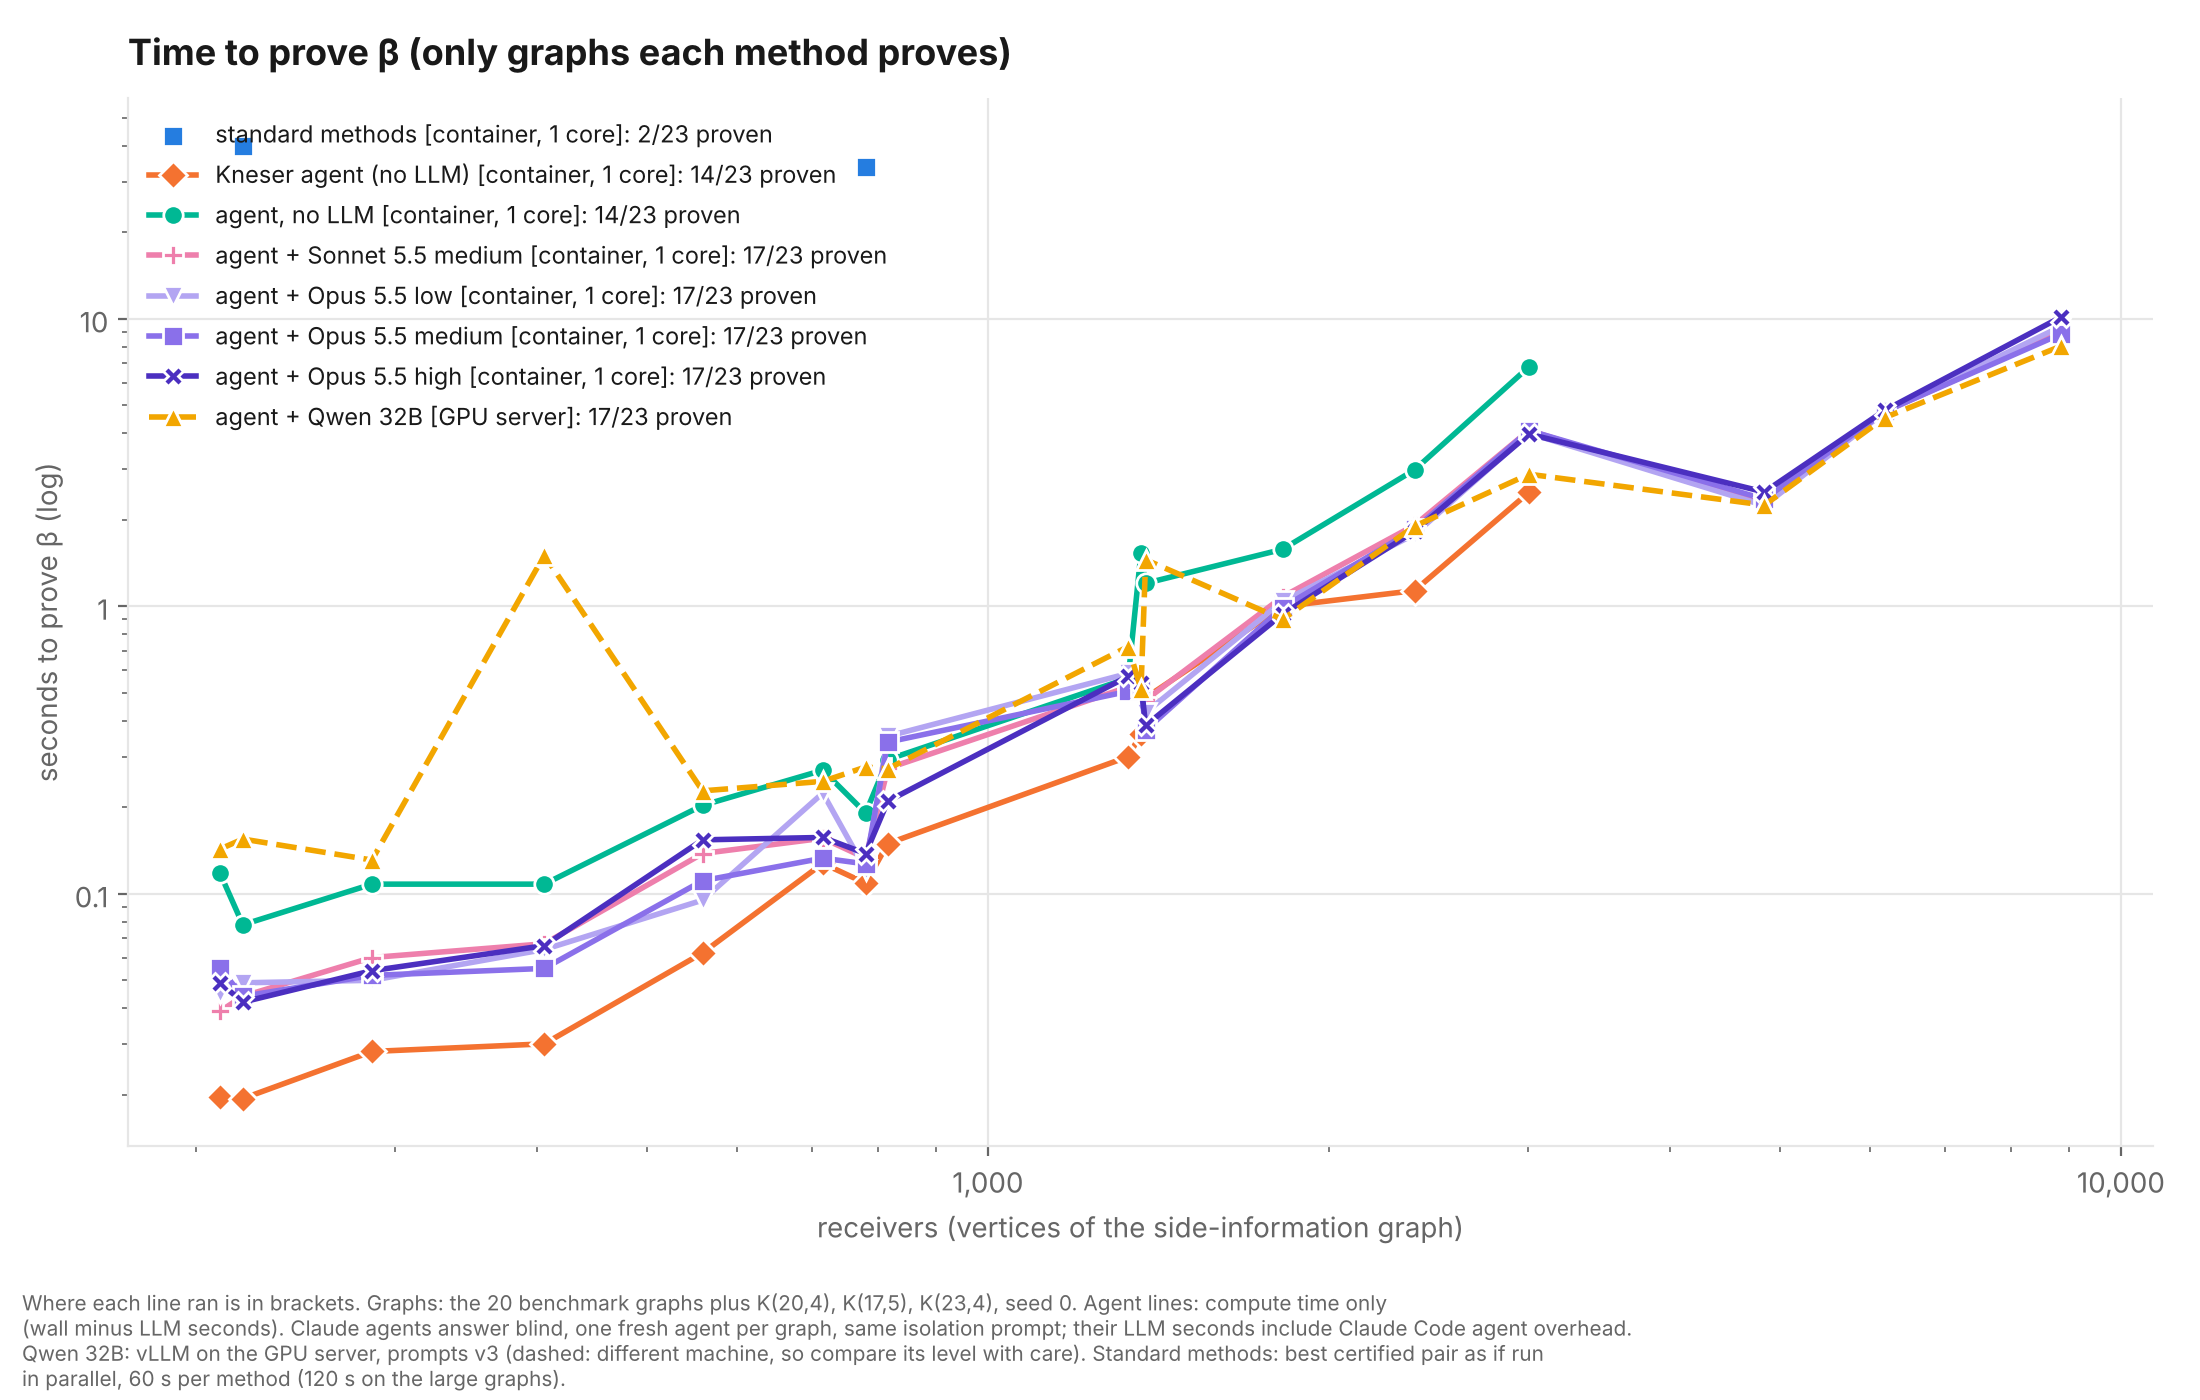 Time to prove β (only graphs each method proves)
standard methods [container, 1 core]: 2/23 proven
Kneser agent (no LLM) [container, 1 core]: 14/23 proven
agent, no LLM [container, 1 core]: 14/23 proven
agent + Sonnet 5.5 medium [container, 1 core]: 17/23 proven
agent + Opus 5.5 low [container, 1 core]: 17/23 proven
agent + Opus 5.5 medium [container, 1 core]: 17/23 proven
agent + Opus 5.5 high [container, 1 core]: 17/23 proven
agent + Qwen 32B [GPU server]: 17/23 proven
seconds to prove β (log)
10
1
0.1
1,000
10,000
receivers (vertices of the side-information graph)
Where each line ran is in brackets. Graphs: the 20 benchmark graphs plus K(20,4), K(17,5), K(23,4), seed 0. Agent lines: compute time only
(wall minus LLM seconds). Claude agents answer blind, one fresh agent per graph, same isolation prompt; their LLM seconds include Claude Code agent overhead.
Qwen 32B: vLLM on the GPU server, prompts v3 (dashed: different machine, so compare its level with care). Standard methods: best certified pair as if run
in parallel, 60 s per method (120 s on the large graphs).